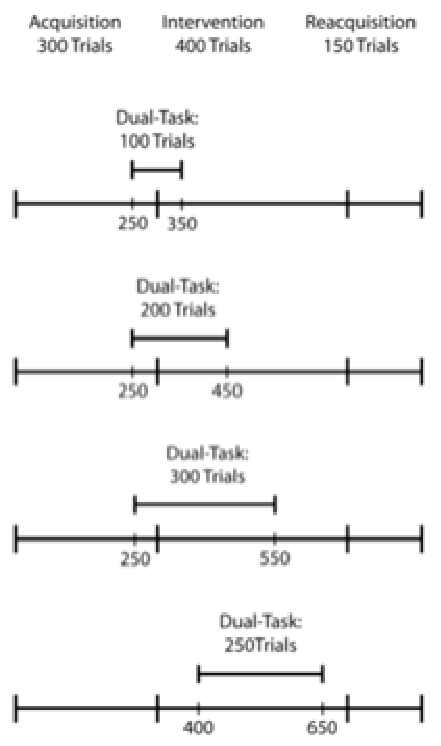 Acquisition Intervention Reacquisition
300 Trials 400 Trials 150 Trials
Dual-Task:
100 Trials
250 350
Dual-Task:
200 Trials
250 450
Dual-Task:
300 Trials
250 550
Dual-Task:
250Trials
400 650